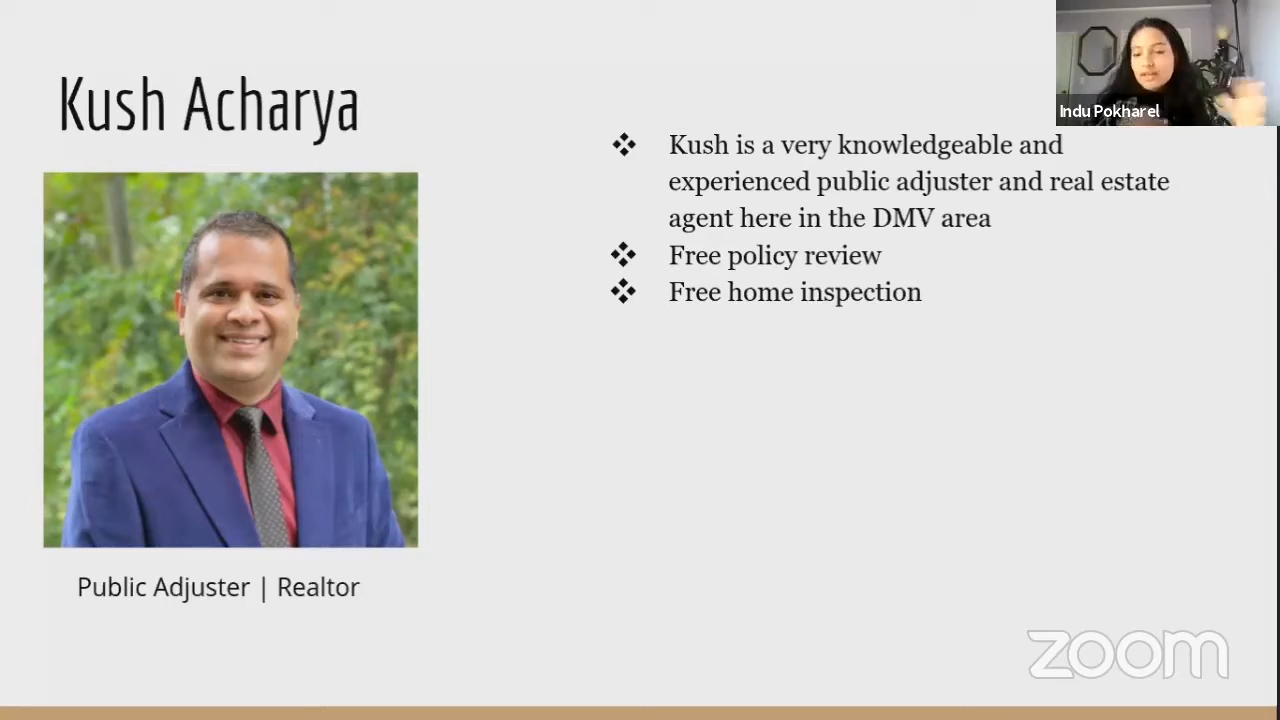 Kush Acharya
Indu Pokharel
❖ Kush is a very knowledgeable and
experienced public adjuster and real estate
agent here in the DMV area
❖ Free policy review
❖ Free home inspection
Public Adjuster | Realtor
zoom